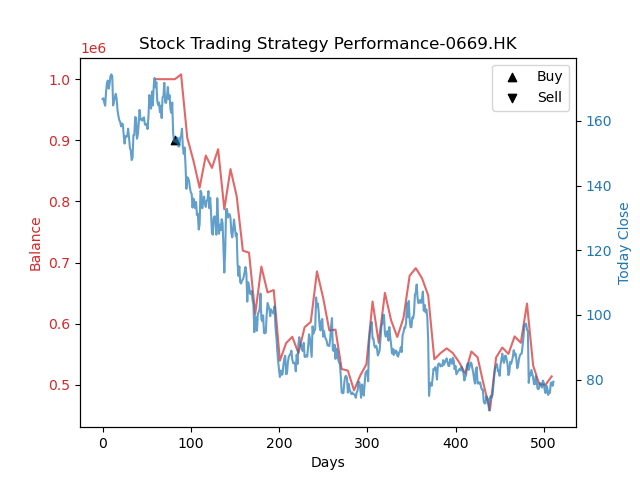 Stock Trading Strategy Performance-0669.HK
1e6
Buy
Sell
1.0
0.9
0.8
0.7
0.6
0.5
Balance
160
140
120
100
80
Today Close
0
100
200
300
400
500
Days